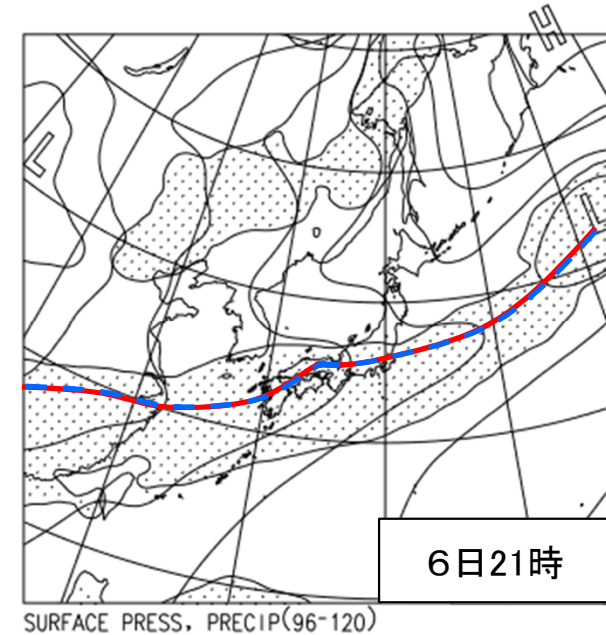 H
L
L
６日21時
SURFACE PRESS, PRECIP(96-120)